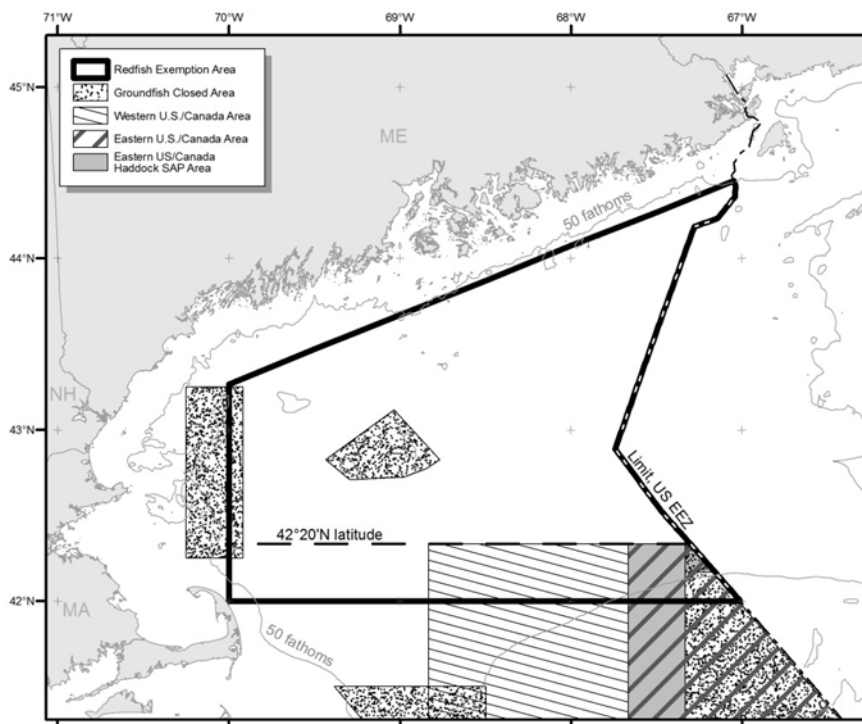 71°W
70°W
69°W
68°W
67°W
45°N
44°N
43°N
42°N
Redfish Exemption Area
Groundfish Closed Area
Western U.S./Canada Area
Eastern U.S./Canada Area
Eastern US/Canada
Haddock SAP Area
ME
50 fathoms
NH
Limit, US EEZ
42°20'N latitude
MA
50 fathoms